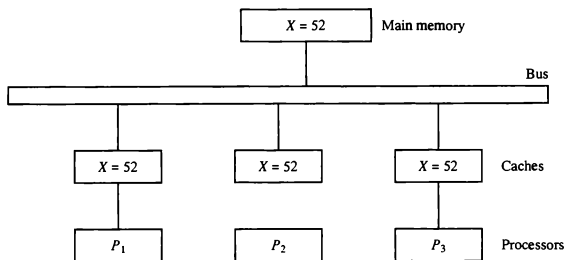 X = 52 Main memory
Bus
X = 52 X = 52 X = 52 Caches
P1 P2 P3 Processors